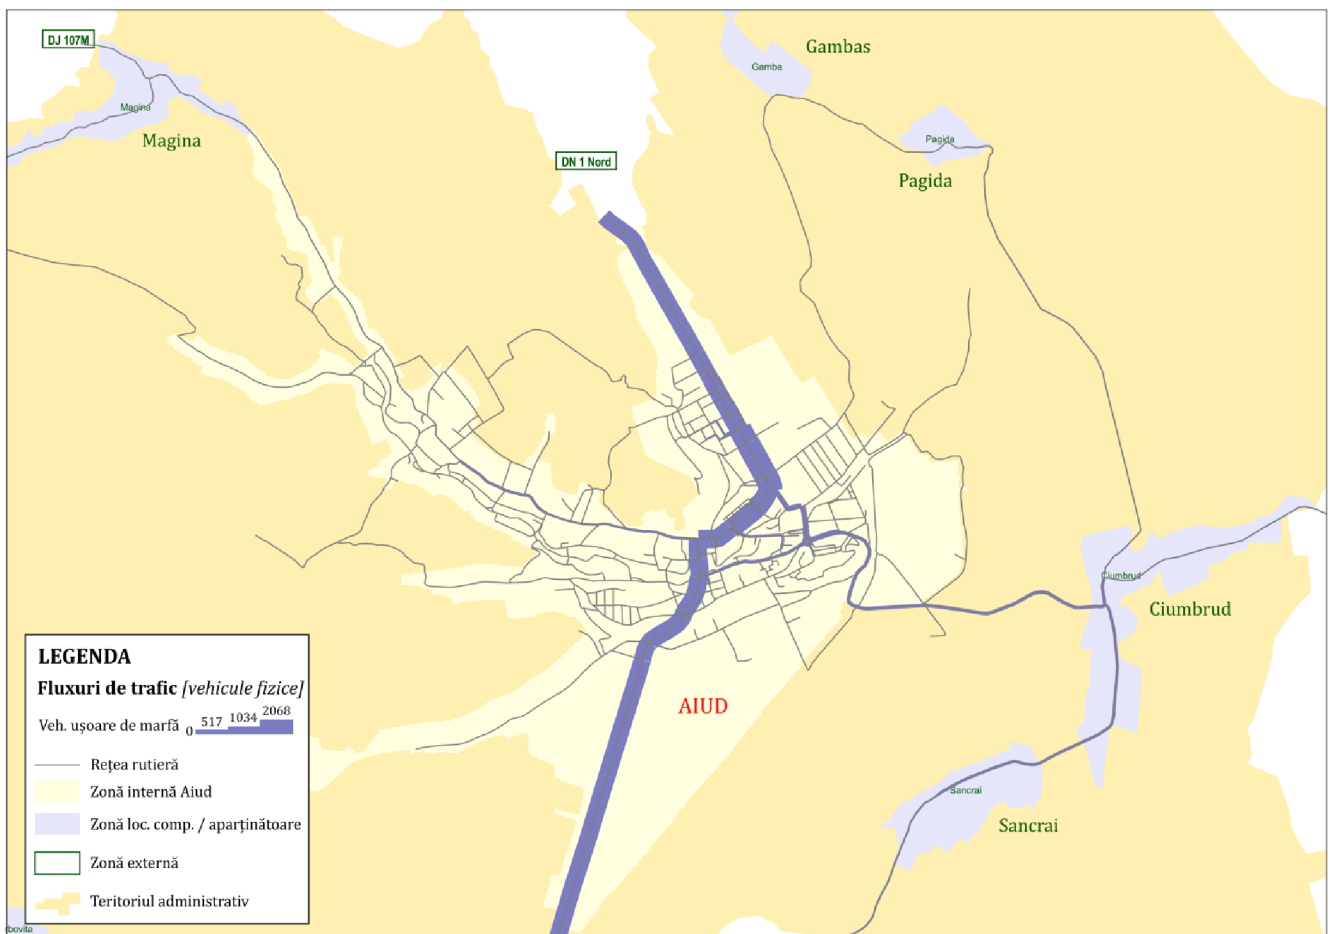 DJ 107M
Gambas
Gamba
Magina
Magina
Pagida
Pagida
DN 1 Nord
Ciumbrud
Ciumbrud
AIUD
Sancrai
Sancrai
LEGENDA
Fluxuri de trafic [vehicule fizice]
Veh. ușoare de marfă 0 517 1034 2068
Rețea rutieră
Zonă internă Aiud
Zonă loc. comp. / aparținătoare
Zonă externă
Teritoriul administrativ
bovita